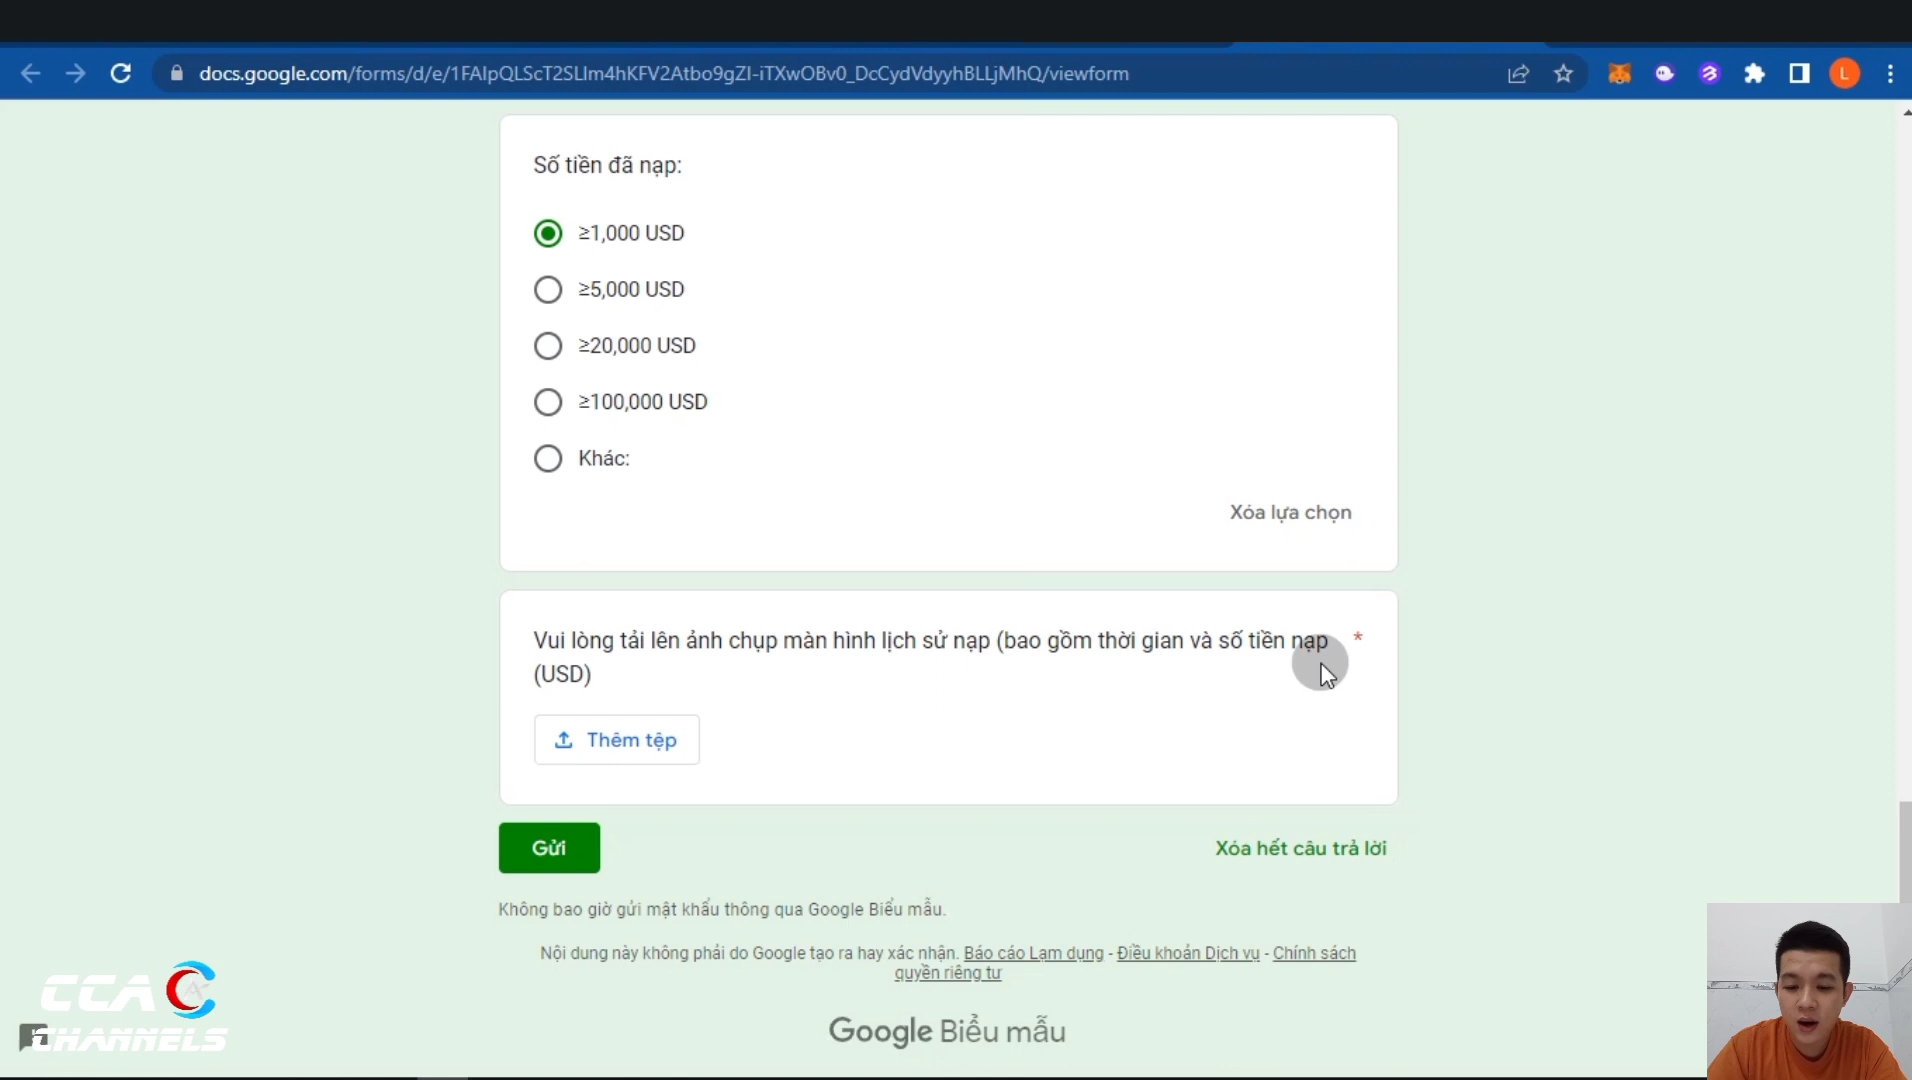 docs.google.com/forms/d/e/1FAIpQLScT2SLIm4hKFV2Atbo9gZI-iTXwOBv0_DcCydVdyyhBLLjMhQ/viewform
L
Số tiền đã nạp:
≥1,000 USD
≥5,000 USD
≥20,000 USD
≥100,000 USD
Khác:
Xóa lựa chọn
Vui lòng tải lên ảnh chụp màn hình lịch sử nạp (bao gồm thời gian và số tiền nạp *
(USD)
Thêm tệp
Gửi
Xóa hết câu trả lời
Không bao giờ gửi mật khẩu thông qua Google Biểu mẫu.
Nội dung này không phải do Google tạo ra hay xác nhận. Báo cáo Lạm dụng - Điều khoản Dịch vụ - Chính sách
quyền riêng tư
Google Biểu mẫu
CCA C
CHANNELS